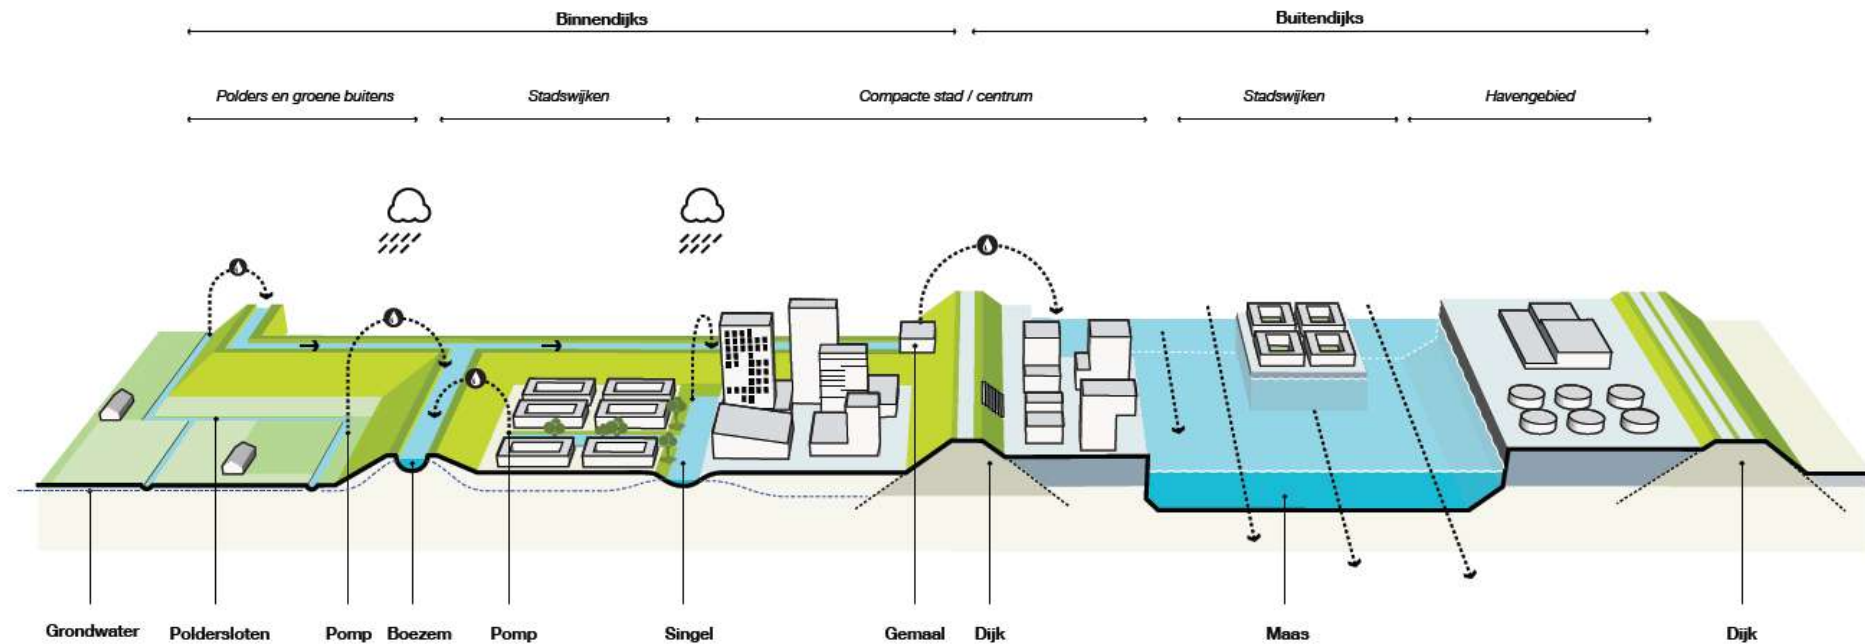 Binnendijks
Buitendijks
Polders en groene buitens
Stadswijken
Compacte stad / centrum
Stadswijken
Havengebied
Grondwater
Poldersloten
Pomp
Boezem
Pomp
Singel
Gemaal
Dijk
Maas
Dijk